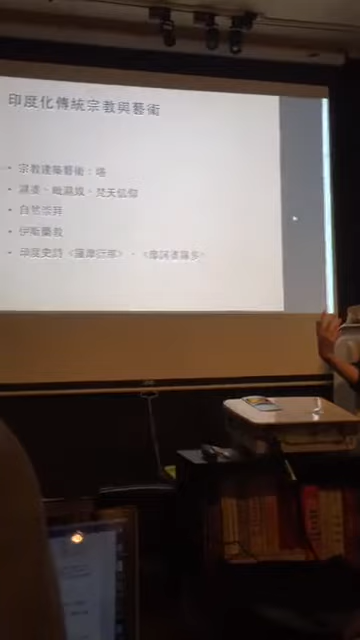 印度化傳統宗教與藝術
• 宗教建築藝術：塔
• 濕婆、毗濕奴、梵天信仰
• 自然崇拜
• 伊斯蘭教
• 印度史詩《羅摩衍那》、《摩訶婆羅多》